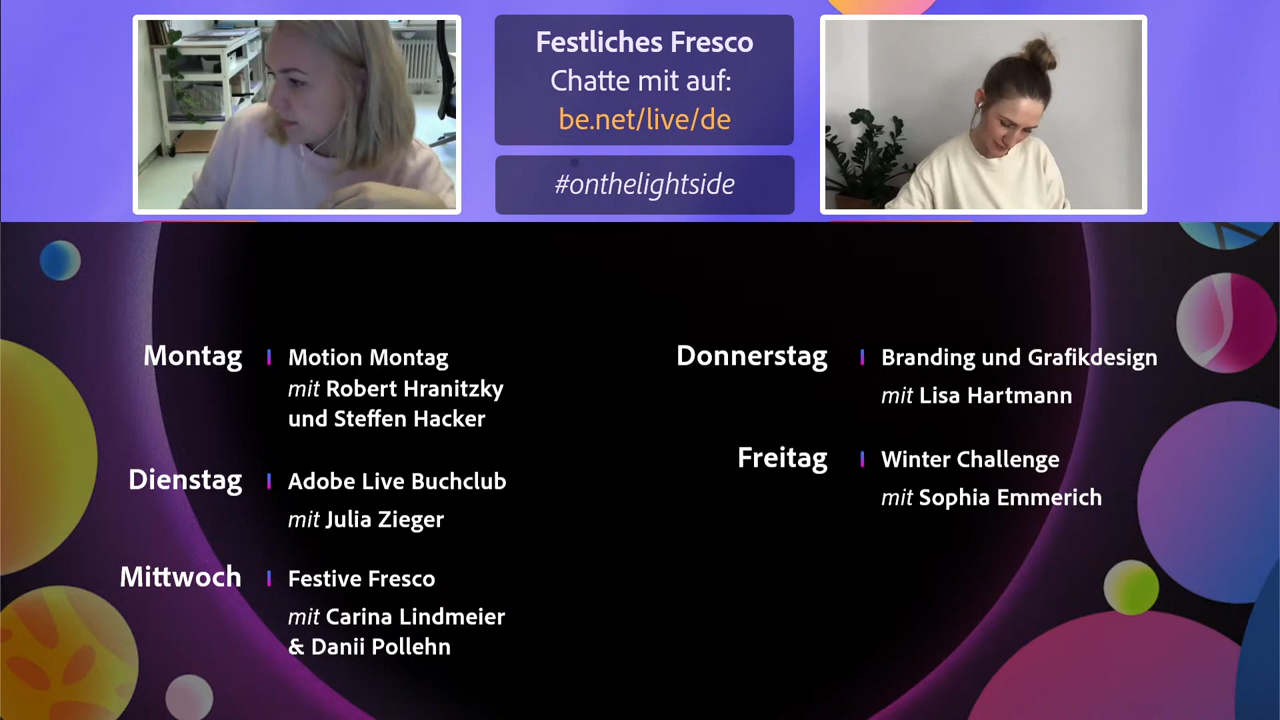 Festliches Fresco
Chatte mit auf:
be.net/live/de
#onthelightside
Montag
Motion Montag
mit Robert Hranitzky
und Steffen Hacker
Dienstag
Adobe Live Buchclub
mit Julia Zieger
Mittwoch
Festive Fresco
mit Carina Lindmeier
& Danii Pollehn
Donnerstag
Branding und Grafikdesign
mit Lisa Hartmann
Freitag
Winter Challenge
mit Sophia Emmerich